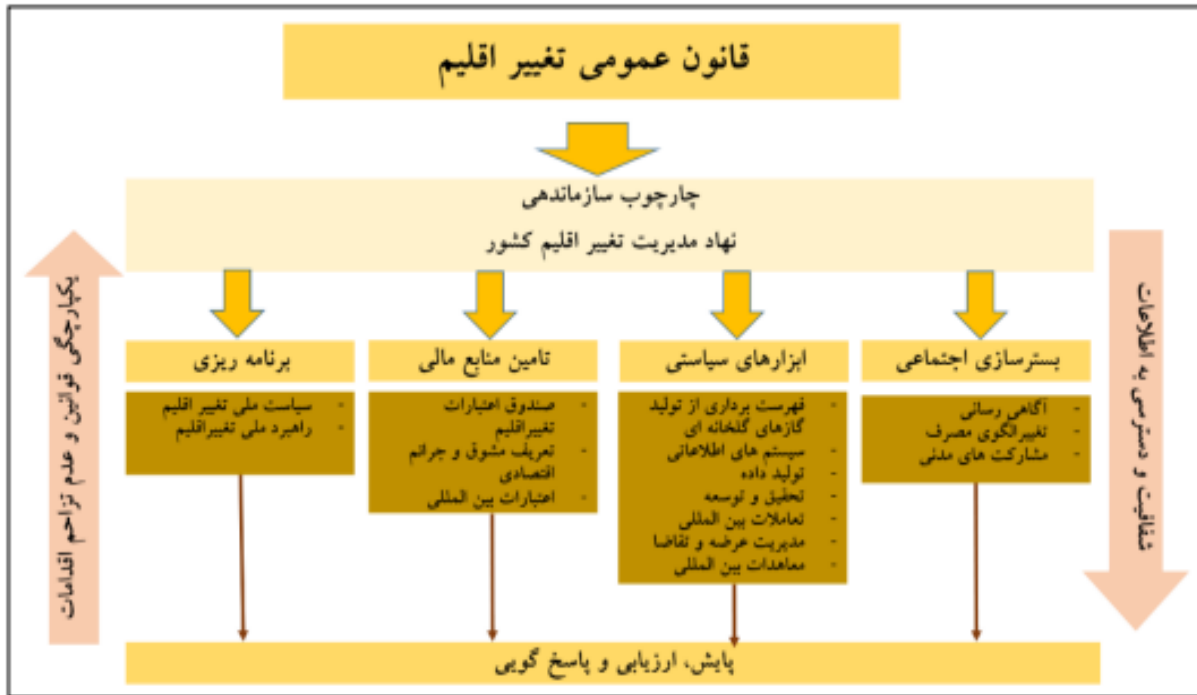 قانون عمومی تغییر اقلیم
چارچوب سازماندهی
نهاد مدیریت تغییر اقلیم کشور
شفافیت و دسترسی به اطلاعات
بسترسازی اجتماعی
- آگاهی رسانی
- تغییرالگوی مصرف
- مشارکت های مدنی
ابزارهای سیاستی
- فهرست برداری از تولید
گازهای گلخانه ای
- سیستم های اطلاعاتی
- تولید داده
- تحقیق و توسعه
- تعاملات بین المللی
- مدیریت عرضه و تقاضا
- معاهدات بین المللی
تامین منابع مالی
- صندوق اعتبارات
تغییراقلیم
- تعریف مشوق و جرائم
اقتصادی
- اعتبارات بین المللی
برنامه ریزی
- سیاست ملی تغییر اقلیم
- راهبرد ملی تغییراقلیم
یکپارچگی قوانین و عدم تزاحم اقدامات
پایش، ارزیابی و پاسخ گویی